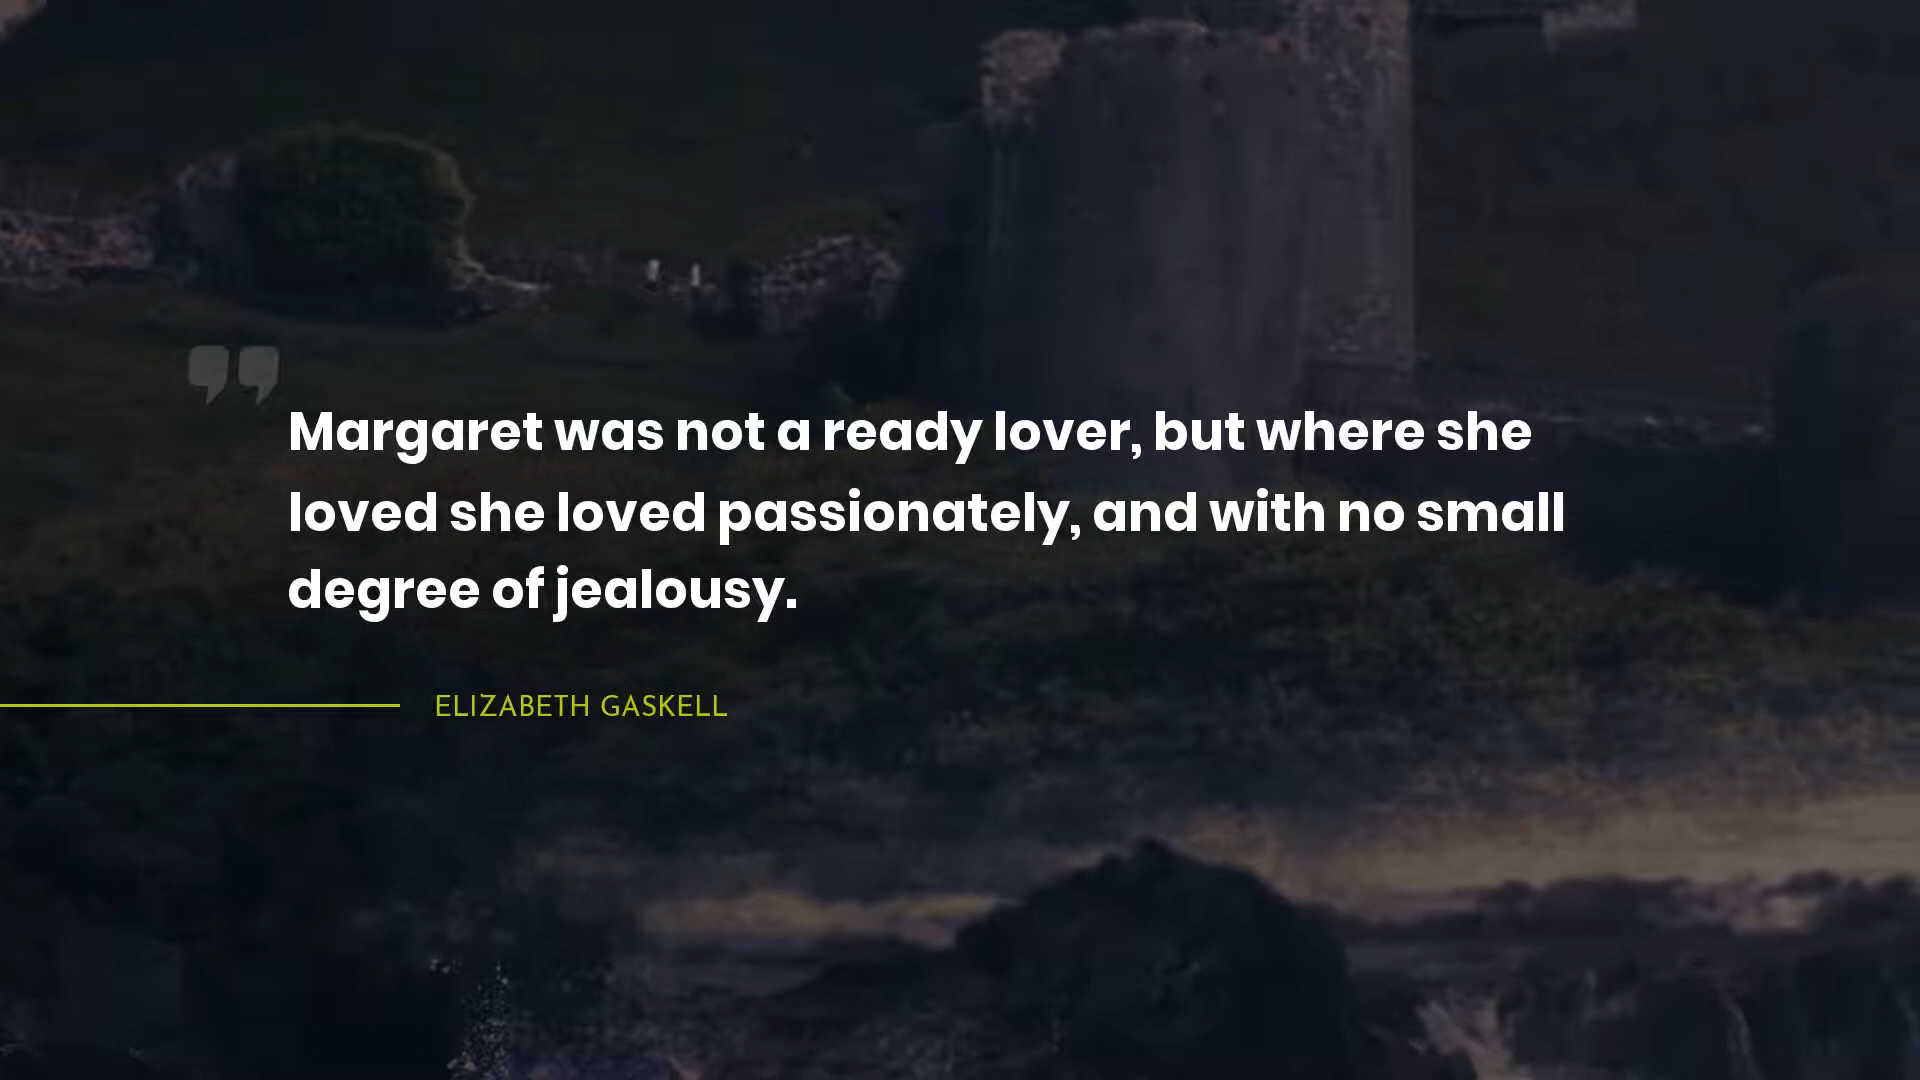 Margaret was not a ready lover, but where she
loved she loved passionately, and with no small
degree of jealousy.
ELIZABETH GASKELL